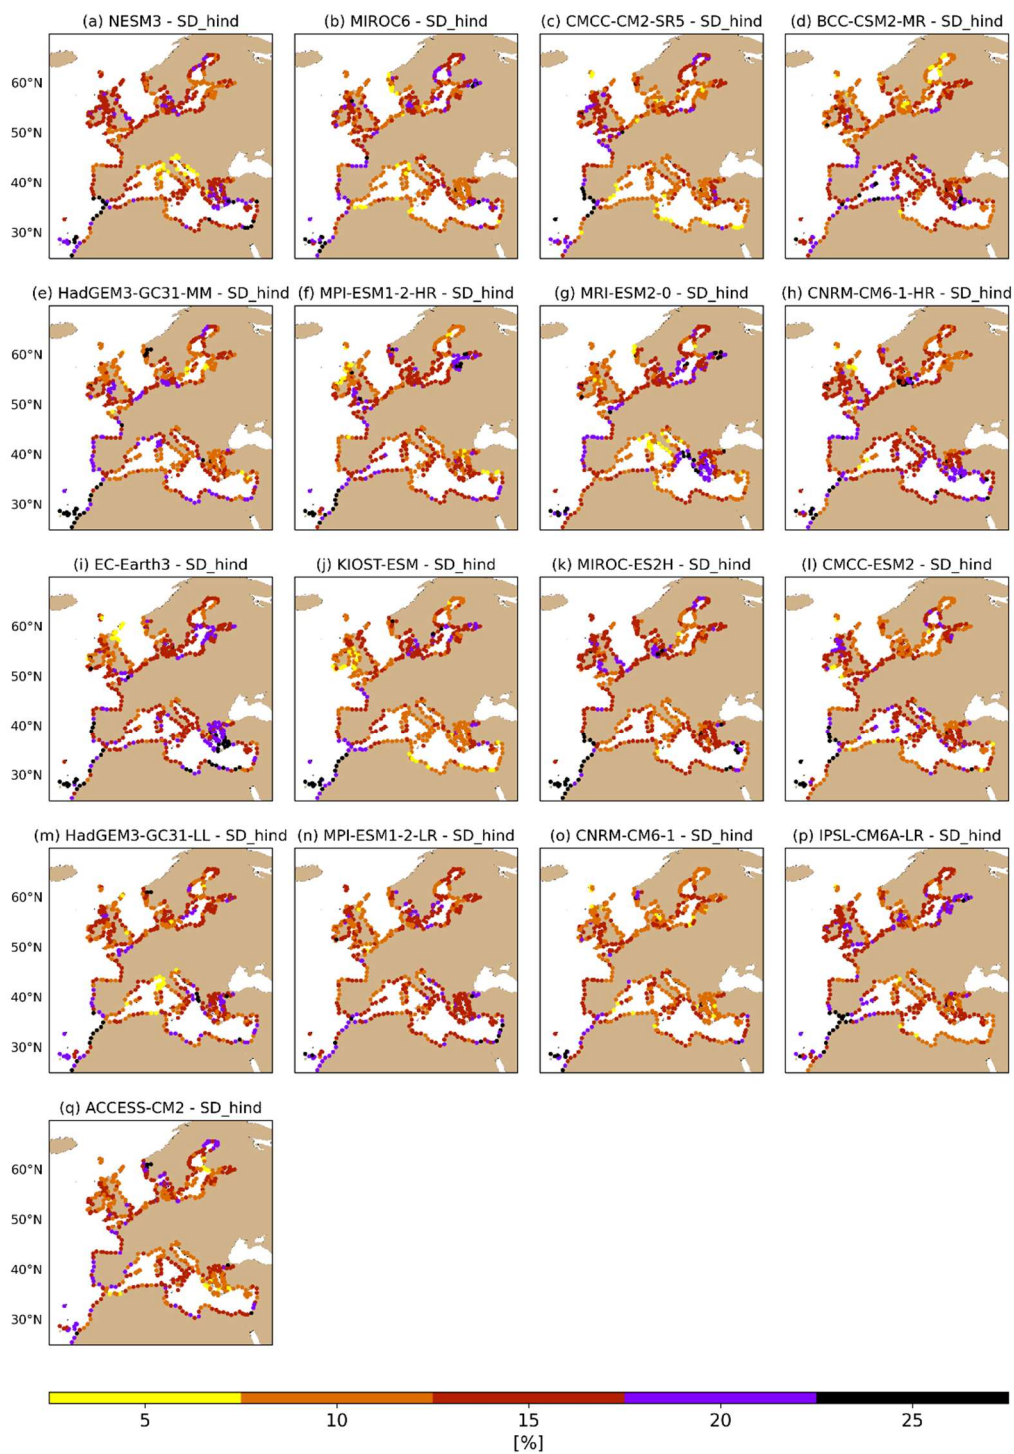 (a) NESM3 - SD_hind (b) MIROC6 - SD_hind (c) CMCC-CM2-SR5 - SD_hind (d) BCC-CSM2-MR - SD_hind
60°N
50°N
40°N
30°N
(e) HadGEM3-GC31-MM - SD_hind (f) MPI-ESM1-2-HR - SD_hind (g) MRI-ESM2-0 - SD_hind (h) CNRM-CM6-1-HR - SD_hind
60°N
50°N
40°N
30°N
(i) EC-Earth3 - SD_hind (j) KIOST-ESM - SD_hind (k) MIROC-ES2H - SD_hind (l) CMCC-ESM2 - SD_hind
60°N
50°N
40°N
30°N
(m) HadGEM3-GC31-LL - SD_hind (n) MPI-ESM1-2-LR - SD_hind (o) CNRM-CM6-1 - SD_hind (p) IPSL-CM6A-LR - SD_hind
60°N
50°N
40°N
30°N
(q) ACCESS-CM2 - SD_hind
60°N
50°N
40°N
30°N
5 10 15 20 25
[%]